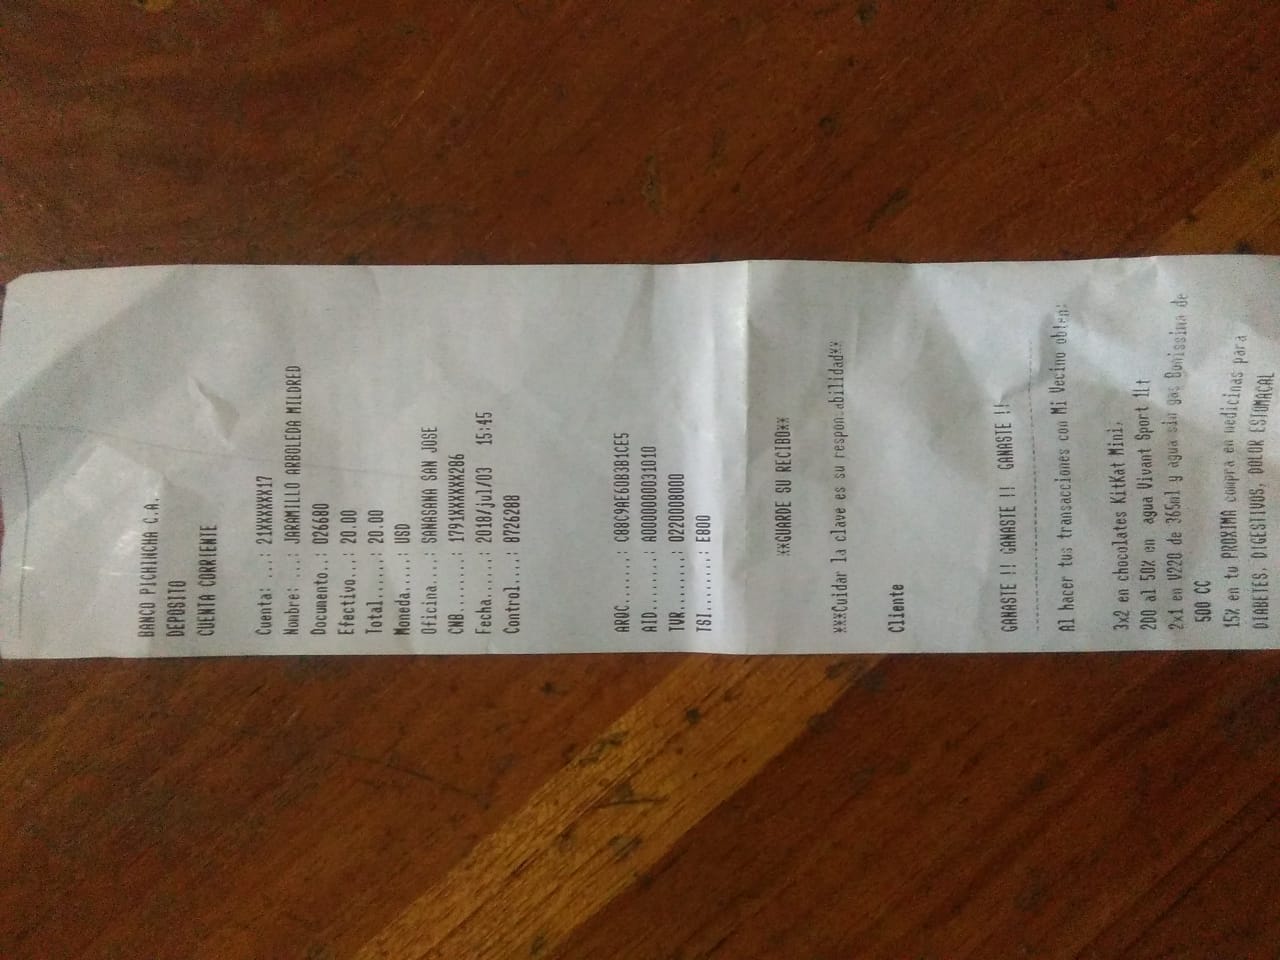 BANCO PICHINCHA C.A.
DEPOSITO
CUENTA CORRIENTE
Cuenta: ...: 21XXXXXX17
Nombre: ...: JARAMILLO ARBOLEDA MILDRED
Documento..: 026680
Efectivo...: 20.00
Total......: 20.00
Moneda.....: USD
Oficina....: SANASANA SAN JOSE
CNB........: 1791XXXXXX286
Fecha......: 2018/jul/03 15:45
Control....: 8726288
ARQC.......: C88C9AE60B3B1CE5
AID........: A0000000031010
TVR........: 0220008000
TSI........: E800
**GUARDE SU RECIBO**
***Cuidar la clave es su responsabilidad**
Cliente
GANASTE !! GANASTE !! GANASTE !!
Al hacer tus transacciones con Mi Vecino obten:
3x2 en chocolates KitKat Mini,
2DO al 50% en agua Vivant Sport 1Lt
2x1 en V220 de 365ml y agua sin gas Bonissima de
500 CC
15% en tu PROXIMA compra en medicinas para
DIABETES, DIGESTIVOS, DOLOR ESTOMACAL